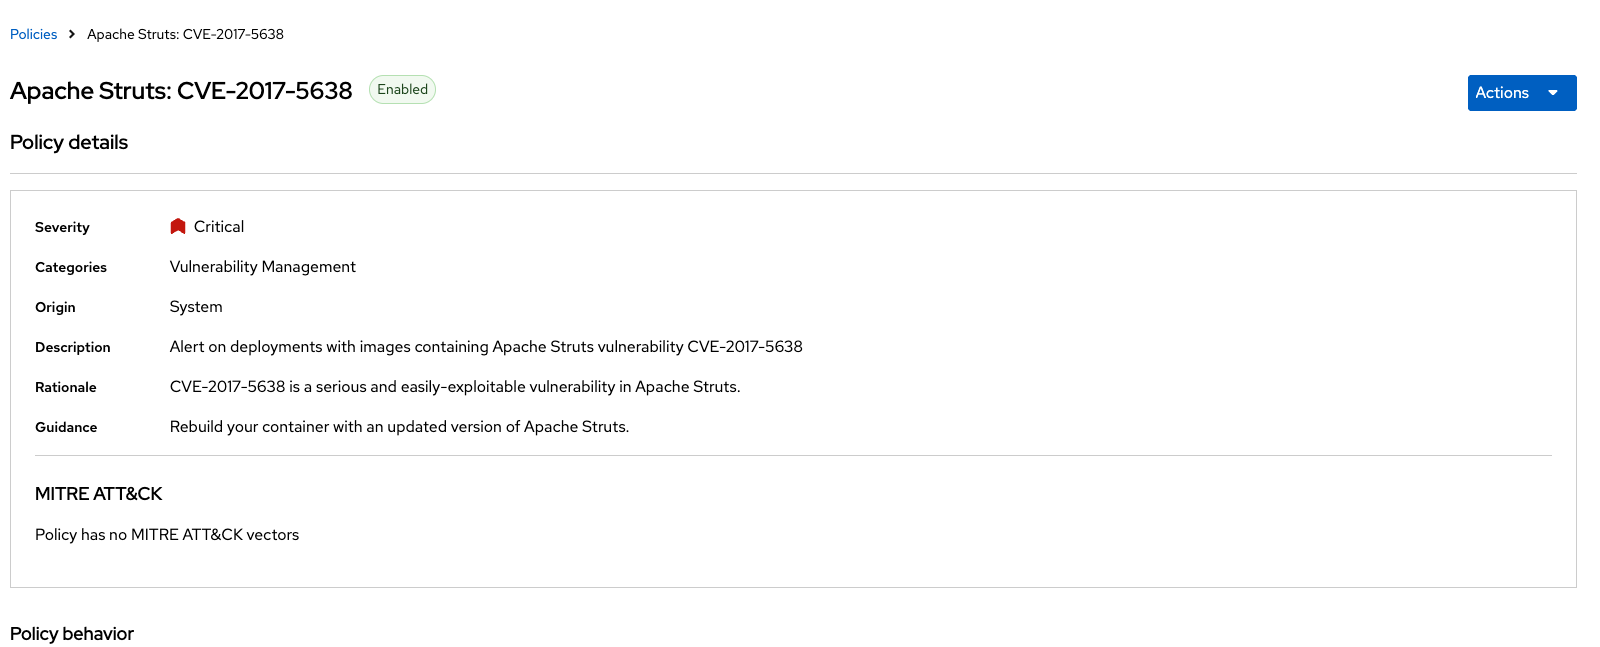 Policies > Apache Struts: CVE-2017-5638
Apache Struts: CVE-2017-5638 Enabled
Actions
Policy details
Severity Critical
Categories Vulnerability Management
Origin System
Description Alert on deployments with images containing Apache Struts vulnerability CVE-2017-5638
Rationale CVE-2017-5638 is a serious and easily-exploitable vulnerability in Apache Struts.
Guidance Rebuild your container with an updated version of Apache Struts.
MITRE ATT&CK
Policy has no MITRE ATT&CK vectors
Policy behavior